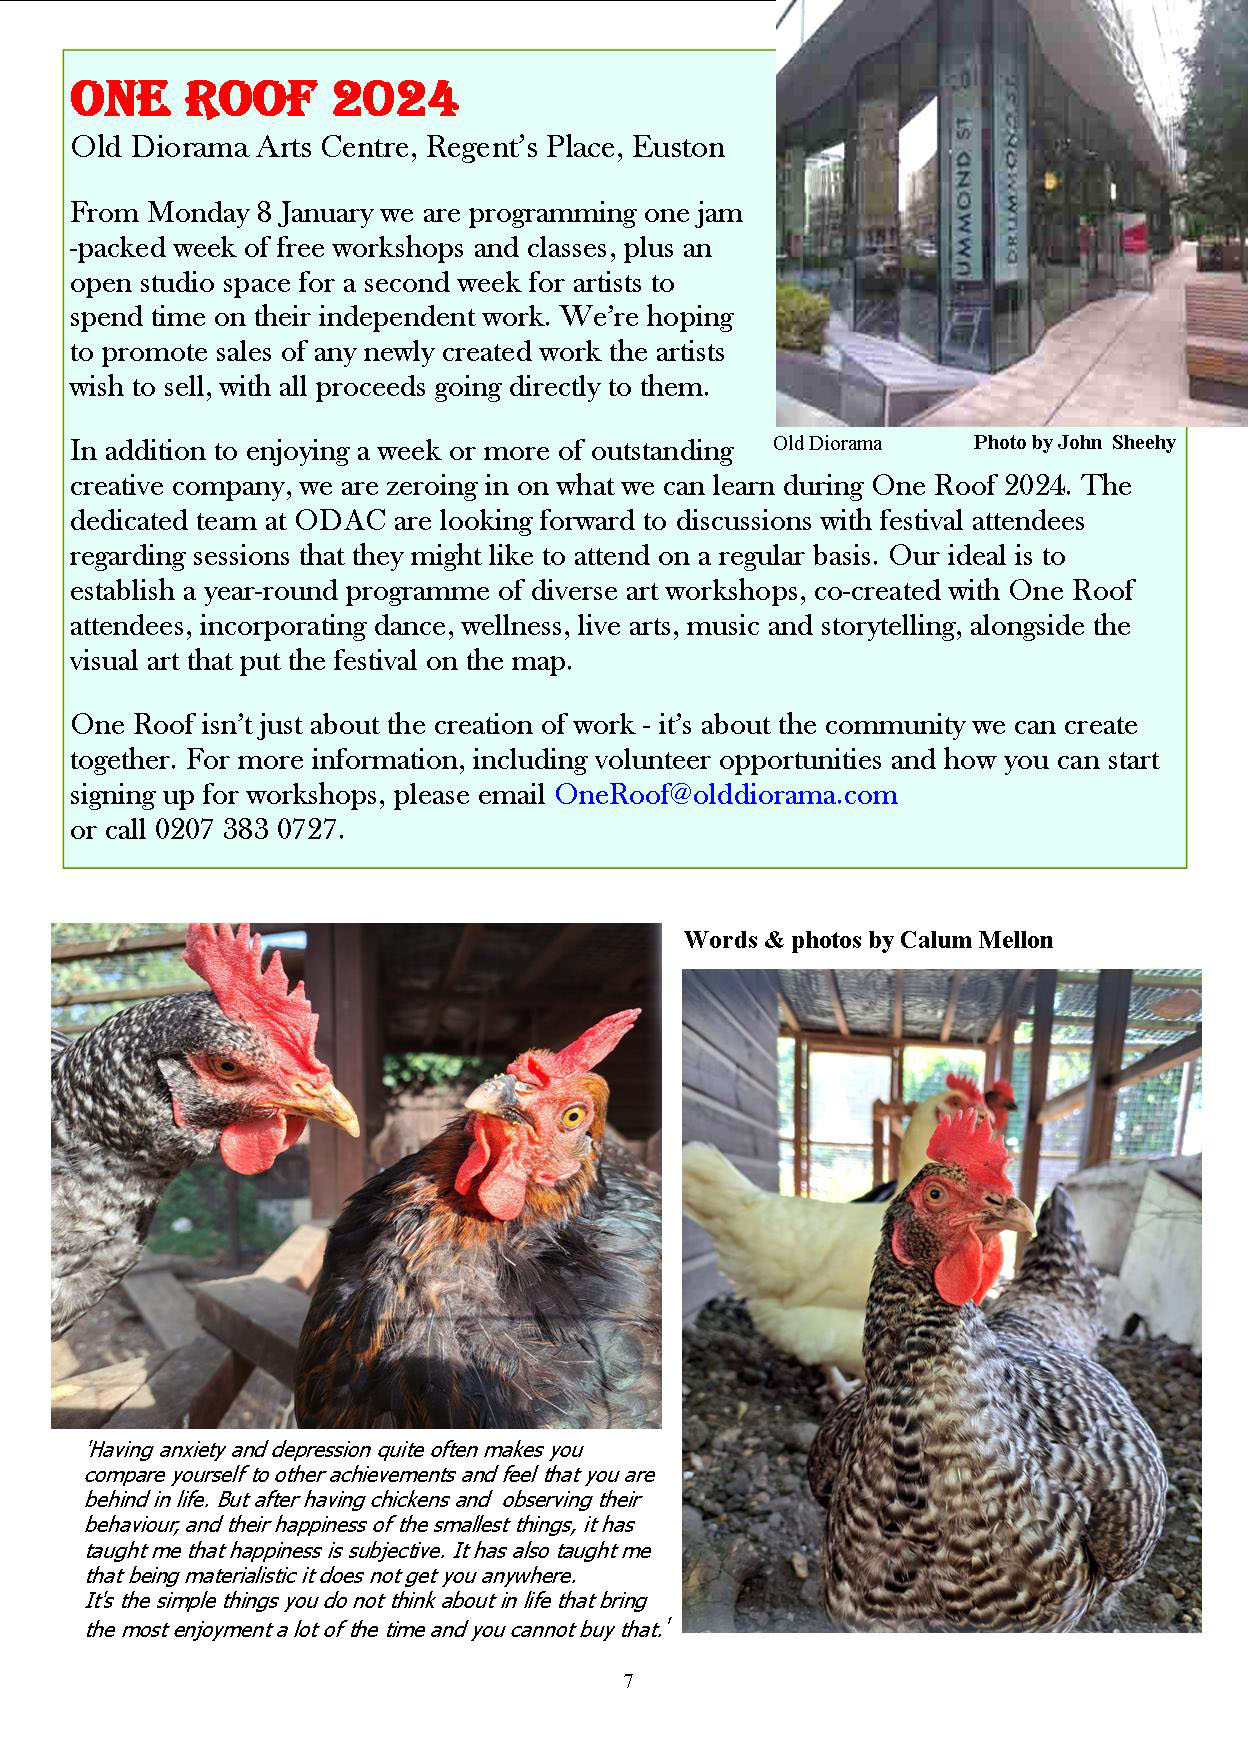 ONE ROOF 2024
Old Diorama Arts Centre, Regent's Place, Euston
From Monday 8 January we are programming one jam
-packed week of free workshops and classes, plus an
open studio space for a second week for artists to
spend time on their independent work. We're hoping
to promote sales of any newly created work the artists
wish to sell, with all proceeds going directly to them.
UMMOND ST
DRUMMOND ST
Old Diorama Photo by John Sheehy
In addition to enjoying a week or more of outstanding
creative company, we are zeroing in on what we can learn during One Roof 2024. The
dedicated team at ODAC are looking forward to discussions with festival attendees
regarding sessions that they might like to attend on a regular basis. Our ideal is to
establish a year-round programme of diverse art workshops, co-created with One Roof
attendees, incorporating dance, wellness, live arts, music and storytelling, alongside the
visual art that put the festival on the map.
One Roof isn't just about the creation of work - it's about the community we can create
together. For more information, including volunteer opportunities and how you can start
signing up for workshops, please email OneRoof@olddiorama.com
or call 0207 383 0727.
Words & photos by Calum Mellon
'Having anxiety and depression quite often makes you
compare yourself to other achievements and feel that you are
behind in life. But after having chickens and observing their
behaviour, and their happiness of the smallest things, it has
taught me that happiness is subjective. It has also taught me
that being materialistic it does not get you anywhere.
It's the simple things you do not think about in life that bring
the most enjoyment a lot of the time and you cannot buy that.'
7